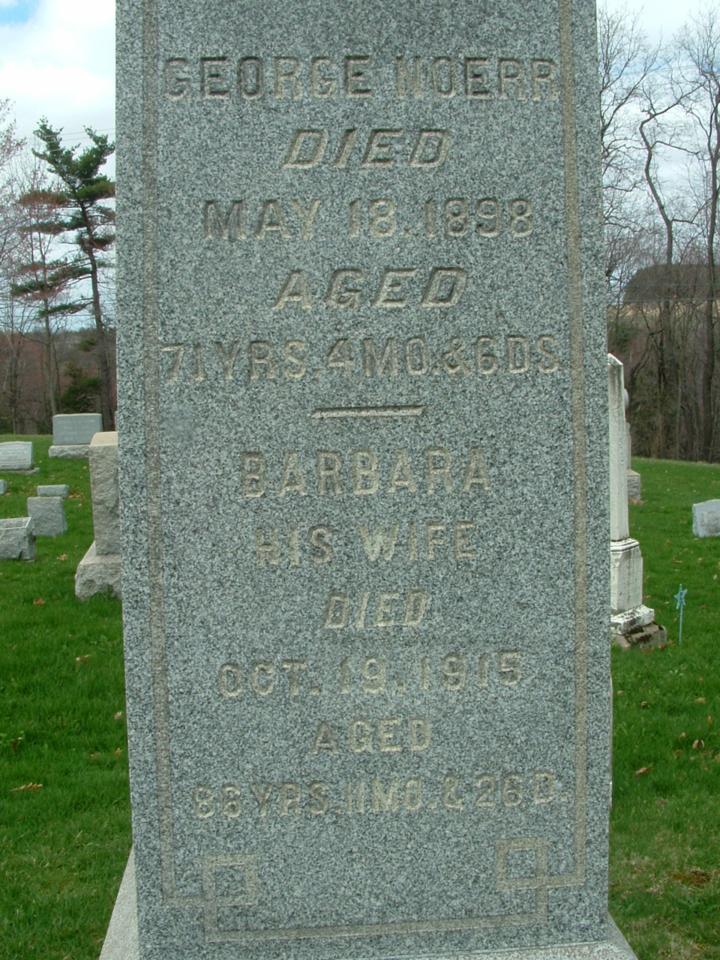 GEORGE NOERR
DIED
MAY 18. 1898
AGED
71 YRS. 4 MO. & 6 DS.
BARBARA
HIS WIFE
DIED
OCT. 19, 1915
AGED
YRS. 11 MO. & 26 D.